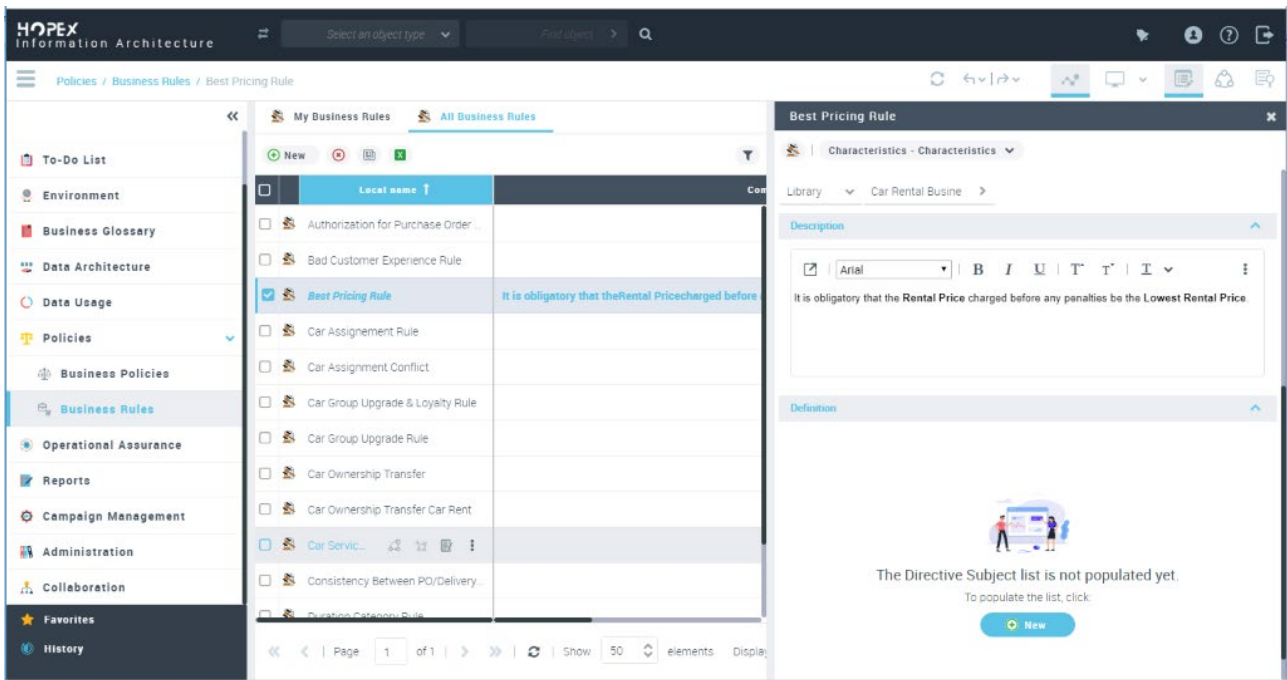 HOPEX
Information Architecture
Select an object type
Find object
Policies / Business Rules / Best Pricing Rule
To-Do List
Environment
Business Glossary
Data Architecture
Data Usage
Policies
Business Policies
Business Rules
Operational Assurance
Reports
Campaign Management
Administration
Collaboration
Favorites
History
My Business Rules All Business Rules
New
Local name Com
Authorization for Purchase Order ...
Bad Customer Experience Rule
Best Pricing Rule It is obligatory that theRental Pricecharged before
Car Assignement Rule
Car Assignment Conflict
Car Group Upgrade & Loyalty Rule
Car Group Upgrade Rule
Car Ownership Transfer
Car Ownership Transfer Car Rent
Car Servic...
Consistency Between PO/Delivery...
Duration Category Rule
Page 1 of 1 Show 50 elements Display
Best Pricing Rule
Characteristics - Characteristics
Library Car Rental Busine
Description
Arial B I U T T I
It is obligatory that the Rental Price charged before any penalties be the Lowest Rental Price.
Definition
The Directive Subject list is not populated yet.
To populate the list, click:
New